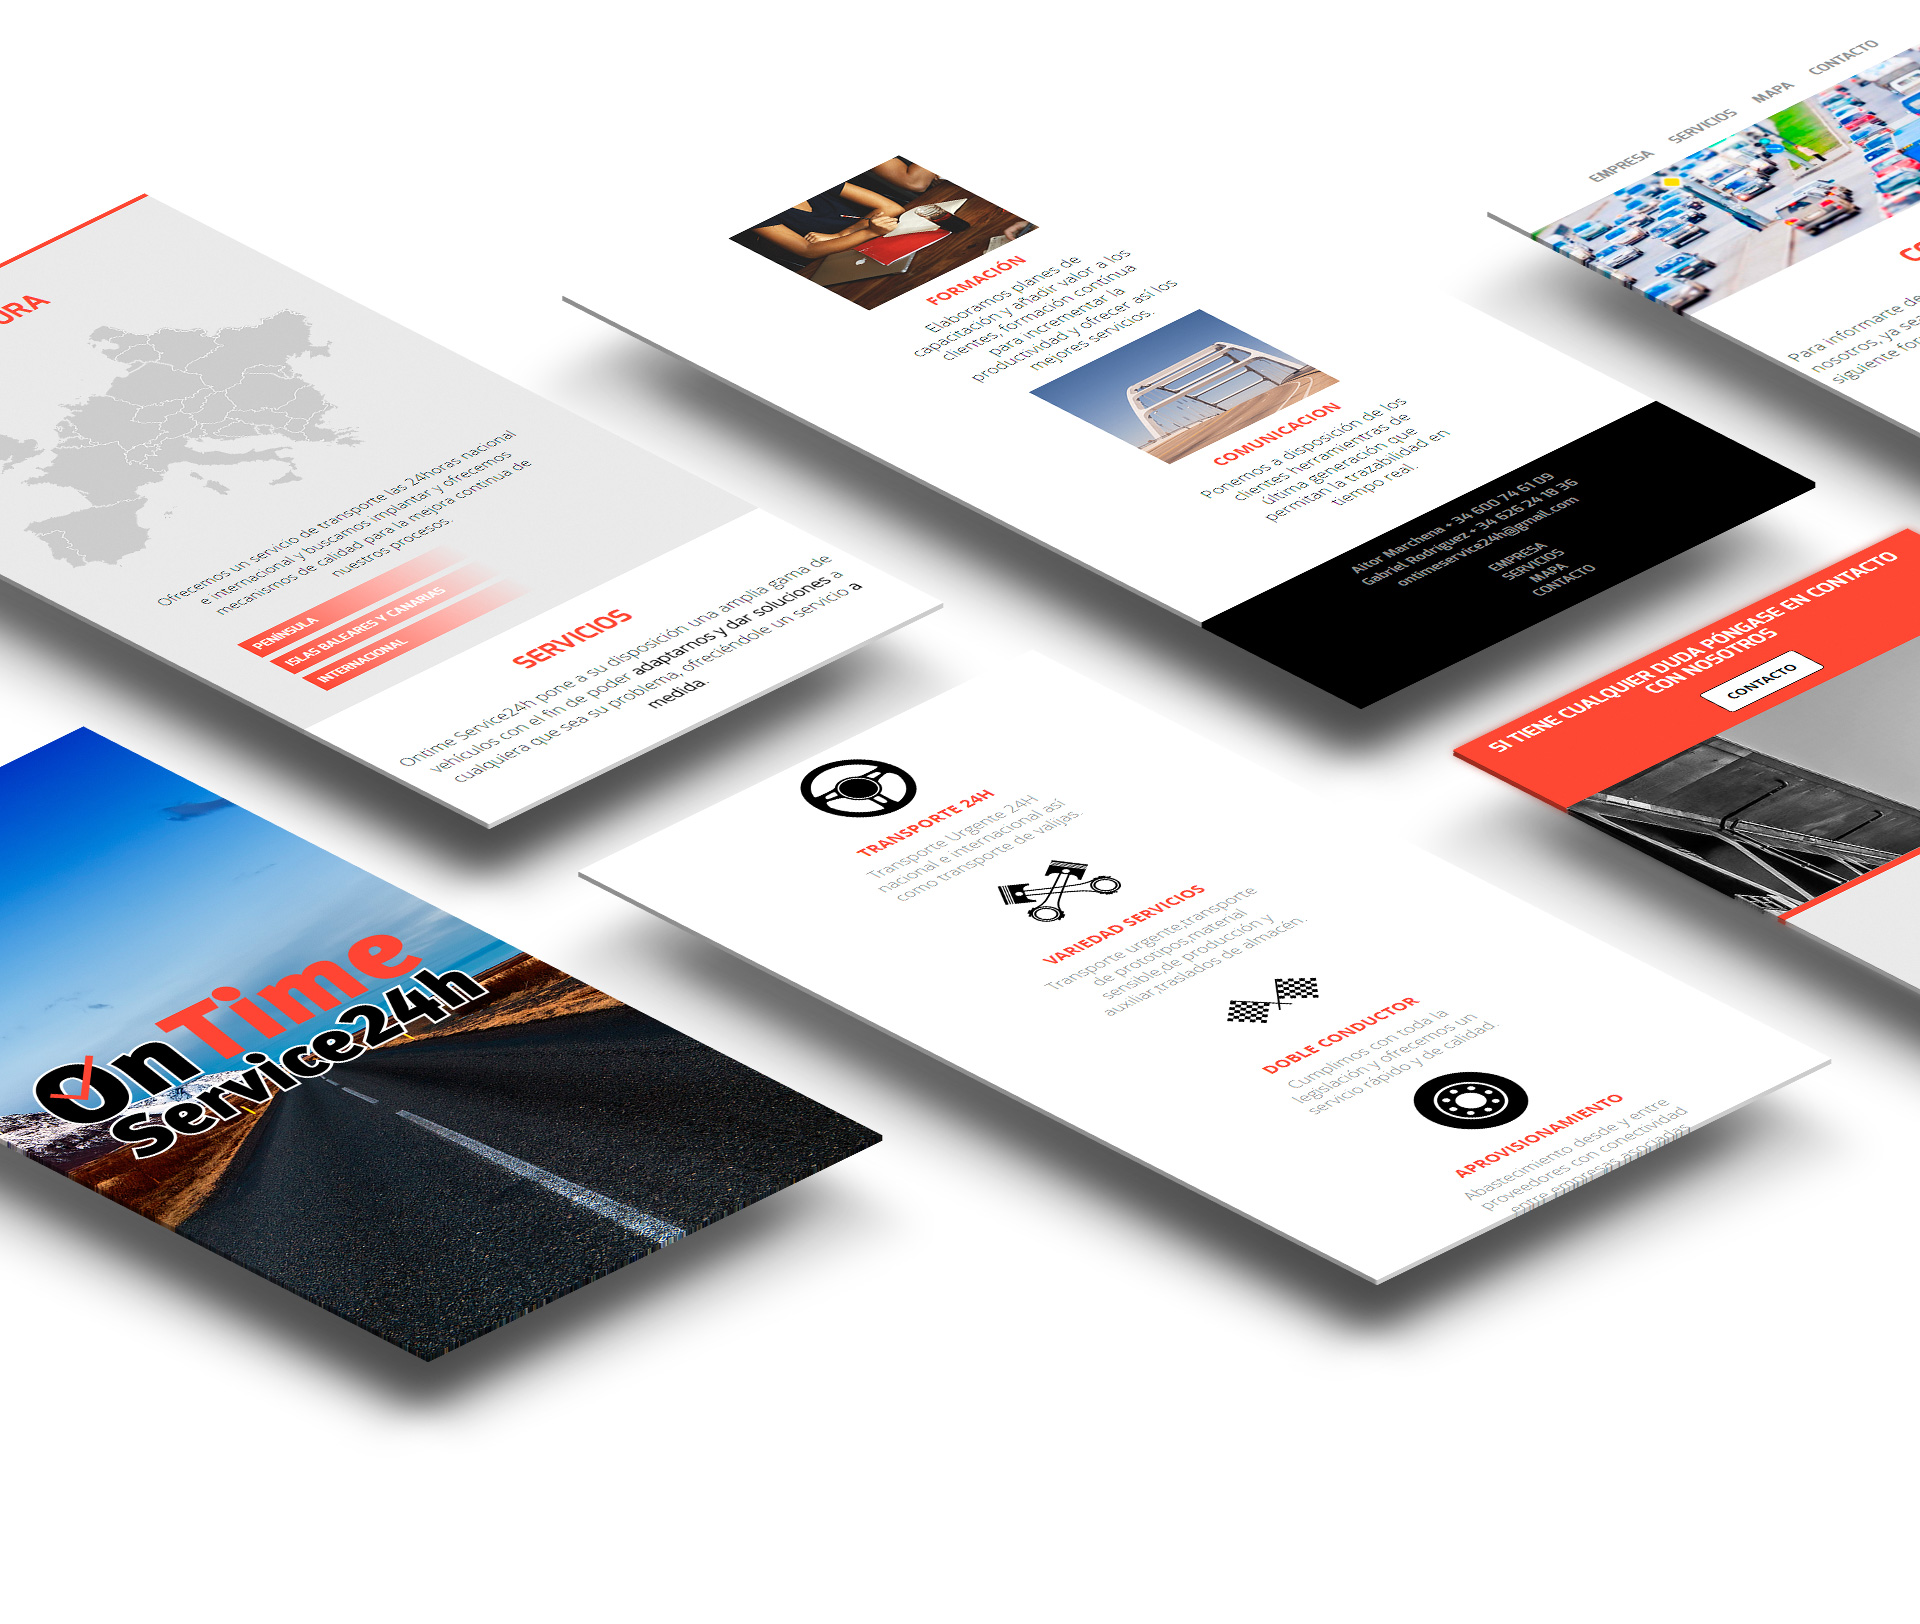 URA
Ofrecemos un servicio de transporte las 24horas nacional
e internacional y buscamos implantar y ofrecemos
mecanismos de calidad para la mejora continua de
nuestros procesos.
PENÍNSULA
ISLAS BALEARES Y CANARIAS
INTERNACIONAL
SERVICIOS
Ontime Service24h pone a su disposición una amplia gama de
vehículos con el fin de poder adaptarnos y dar soluciones a
cualquiera que sea su problema, ofreciéndole un servicio a
medida.
FORMACIÓN
Elaboramos planes de
capacitación y añadir valor a los
clientes, formación continua
para incrementar la
productividad y ofrecer así los
mejores servicios.
COMUNICACION
Ponemos a disposición de los
clientes herramientras de
última generación que
permitan la trazabilidad en
tiempo real.
Aitor Marchena + 34 600 74 61 09
Gabriel Rodríguez + 34 626 24 18 36
ontimeservice24h@gmail.com
EMPRESA
SERVICIOS
MAPA
CONTACTO
EMPRESA SERVICIOS MAPA CONTACTO
Para informarte de
nosotros, ya sea
siguiente for
SI TIENE CUALQUIER DUDA PÓNGASE EN CONTACTO
CON NOSOTROS
CONTACTO
On Time
Service24h
TRANSPORTE 24H
Transporte Urgente 24H
nacional e internacional así
como transporte de valijas.
VARIEDAD SERVICIOS
Transporte urgente,transporte
de prototipos,material
sensible,de producción y
auxiliar,traslados de almacén.
DOBLE CONDUCTOR
Cumplimos con toda la
legislación y ofrecemos un
servicio rápido y de calidad.
APROVISIONAMIENTO
Abastecimiento desde y entre
proveedores con conectividad
entre empresas asociadas